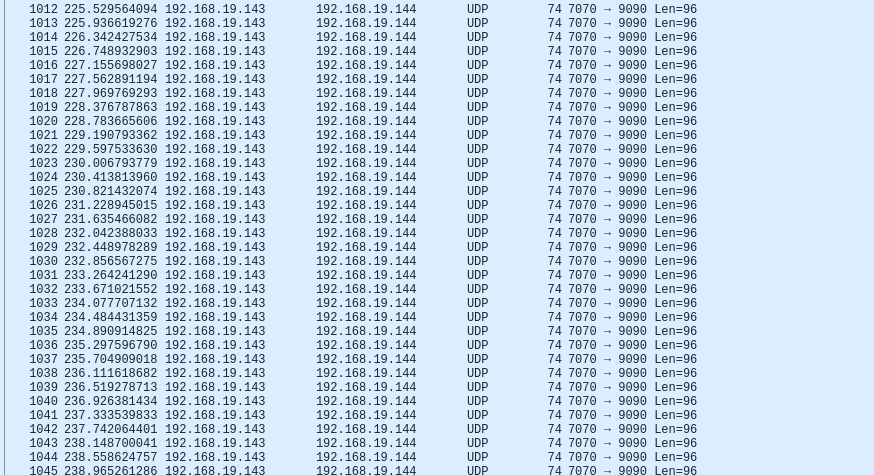 1012 225.529564094 192.168.19.143 192.168.19.144 UDP 74 7070 → 9090 Len=96
1013 225.936619276 192.168.19.143 192.168.19.144 UDP 74 7070 → 9090 Len=96
1014 226.342427534 192.168.19.143 192.168.19.144 UDP 74 7070 → 9090 Len=96
1015 226.748932903 192.168.19.143 192.168.19.144 UDP 74 7070 → 9090 Len=96
1016 227.155698027 192.168.19.143 192.168.19.144 UDP 74 7070 → 9090 Len=96
1017 227.562891194 192.168.19.143 192.168.19.144 UDP 74 7070 → 9090 Len=96
1018 227.969769293 192.168.19.143 192.168.19.144 UDP 74 7070 → 9090 Len=96
1019 228.376787863 192.168.19.143 192.168.19.144 UDP 74 7070 → 9090 Len=96
1020 228.783665606 192.168.19.143 192.168.19.144 UDP 74 7070 → 9090 Len=96
1021 229.190793362 192.168.19.143 192.168.19.144 UDP 74 7070 → 9090 Len=96
1022 229.597533630 192.168.19.143 192.168.19.144 UDP 74 7070 → 9090 Len=96
1023 230.006793779 192.168.19.143 192.168.19.144 UDP 74 7070 → 9090 Len=96
1024 230.413813960 192.168.19.143 192.168.19.144 UDP 74 7070 → 9090 Len=96
1025 230.821432074 192.168.19.143 192.168.19.144 UDP 74 7070 → 9090 Len=96
1026 231.228945015 192.168.19.143 192.168.19.144 UDP 74 7070 → 9090 Len=96
1027 231.635466082 192.168.19.143 192.168.19.144 UDP 74 7070 → 9090 Len=96
1028 232.042388033 192.168.19.143 192.168.19.144 UDP 74 7070 → 9090 Len=96
1029 232.448978289 192.168.19.143 192.168.19.144 UDP 74 7070 → 9090 Len=96
1030 232.856567275 192.168.19.143 192.168.19.144 UDP 74 7070 → 9090 Len=96
1031 233.264241290 192.168.19.143 192.168.19.144 UDP 74 7070 → 9090 Len=96
1032 233.671021552 192.168.19.143 192.168.19.144 UDP 74 7070 → 9090 Len=96
1033 234.077707132 192.168.19.143 192.168.19.144 UDP 74 7070 → 9090 Len=96
1034 234.484431359 192.168.19.143 192.168.19.144 UDP 74 7070 → 9090 Len=96
1035 234.890914825 192.168.19.143 192.168.19.144 UDP 74 7070 → 9090 Len=96
1036 235.297596790 192.168.19.143 192.168.19.144 UDP 74 7070 → 9090 Len=96
1037 235.704909018 192.168.19.143 192.168.19.144 UDP 74 7070 → 9090 Len=96
1038 236.111618682 192.168.19.143 192.168.19.144 UDP 74 7070 → 9090 Len=96
1039 236.519278713 192.168.19.143 192.168.19.144 UDP 74 7070 → 9090 Len=96
1040 236.926381434 192.168.19.143 192.168.19.144 UDP 74 7070 → 9090 Len=96
1041 237.333539833 192.168.19.143 192.168.19.144 UDP 74 7070 → 9090 Len=96
1042 237.742064401 192.168.19.143 192.168.19.144 UDP 74 7070 → 9090 Len=96
1043 238.148700041 192.168.19.143 192.168.19.144 UDP 74 7070 → 9090 Len=96
1044 238.558624757 192.168.19.143 192.168.19.144 UDP 74 7070 → 9090 Len=96
1045 238.965261286 192.168.19.143 192.168.19.144 UDP 74 7070 → 9090 Len=96